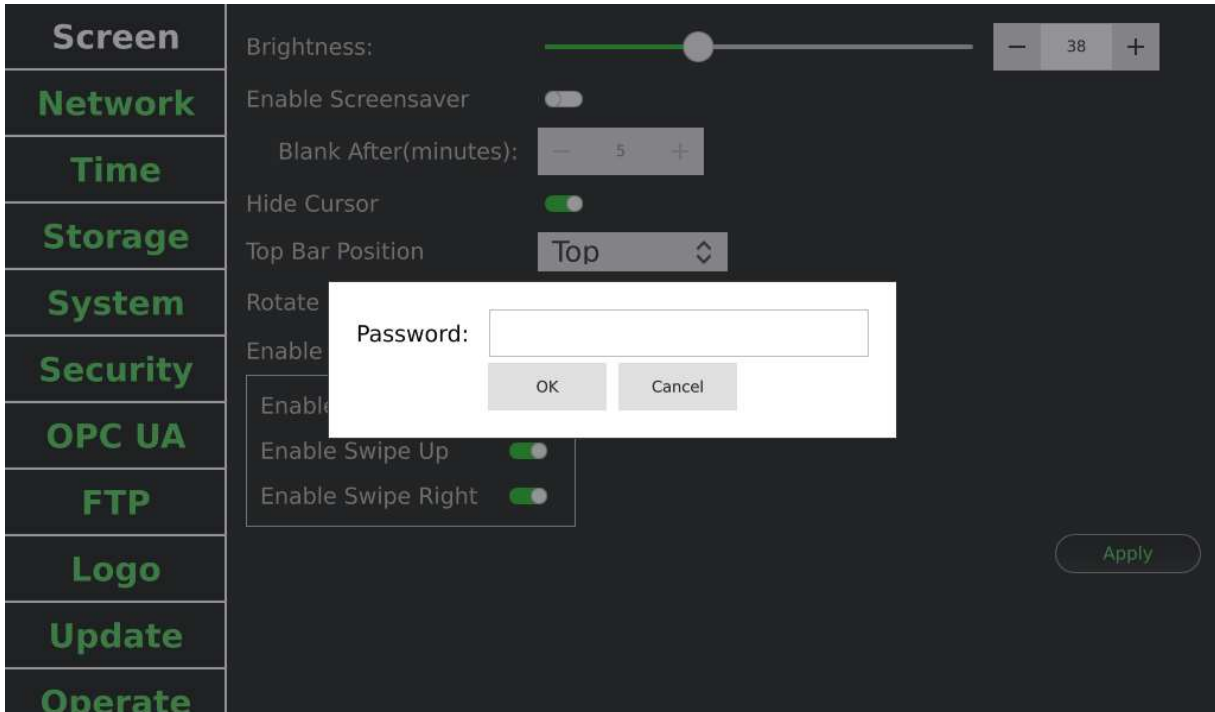 Screen
Network
Time
Storage
System
Security
OPC UA
FTP
Logo
Update
Operate
Brightness:
− 38 +
Enable Screensaver
Blank After(minutes):
− 5 +
Hide Cursor
Top Bar Position
Top
Rotate
Enable
Enable
Enable Swipe Up
Enable Swipe Right
Password:
OK Cancel
Apply